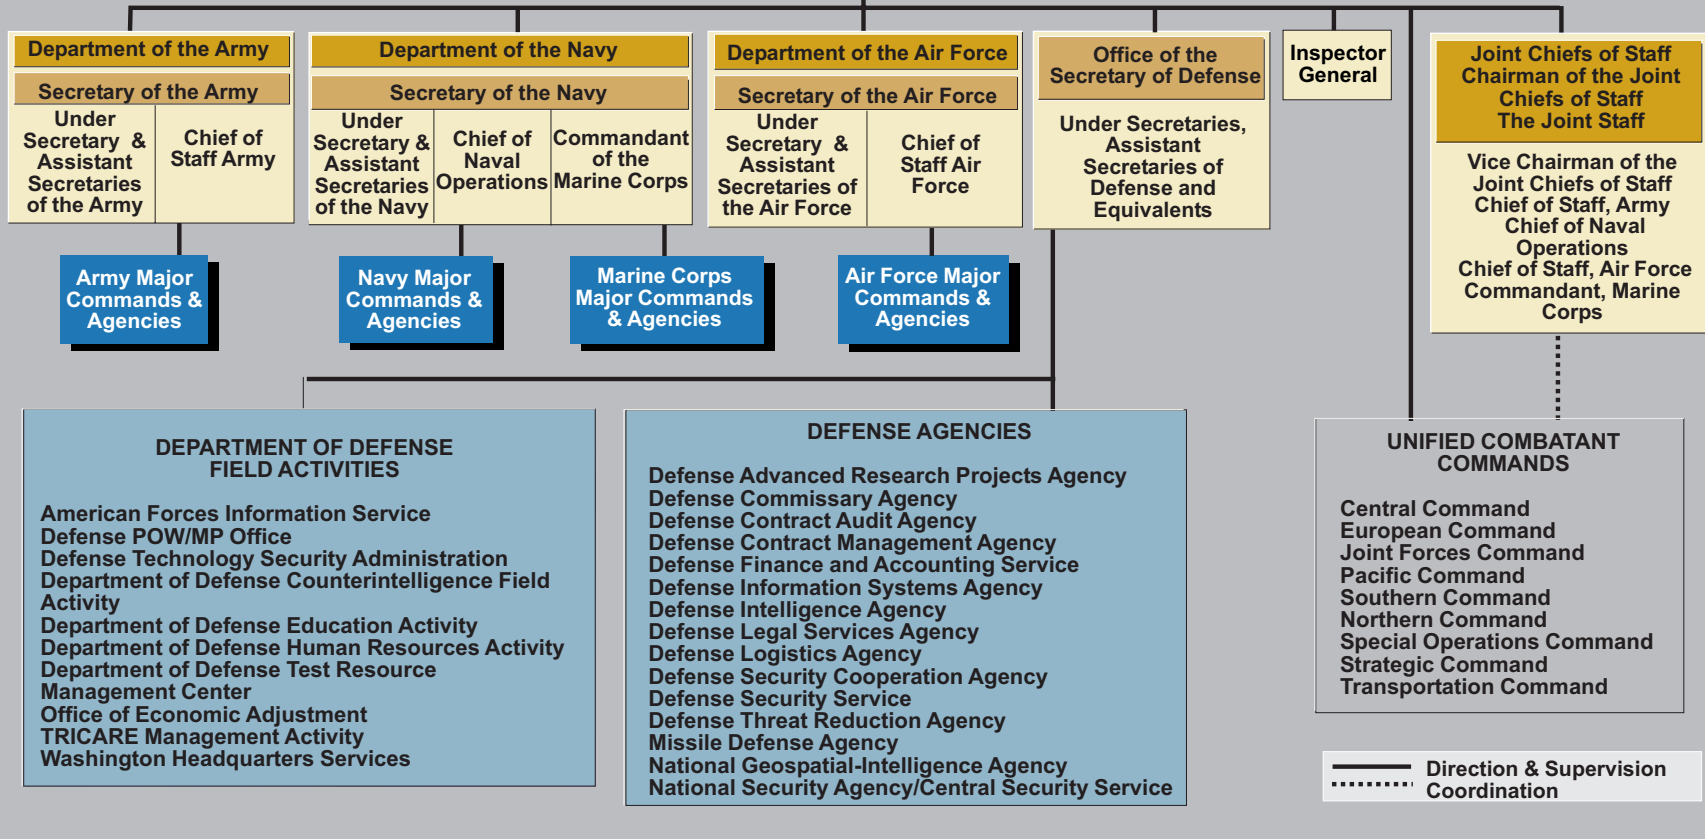 Department of the Army
Secretary of the Army
Under
Secretary &
Assistant
Secretaries
of the Army
Chief of
Staff Army
Army Major
Commands &
Agencies
Department of the Navy
Secretary of the Navy
Under
Secretary &
Assistant
Secretaries
of the Navy
Chief of
Naval
Operations
Commandant
of the
Marine Corps
Navy Major
Commands &
Agencies
Marine Corps
Major Commands
& Agencies
Department of the Air Force
Secretary of the Air Force
Under
Secretary &
Assistant
Secretaries of
the Air Force
Chief of
Staff Air
Force
Air Force Major
Commands &
Agencies
Office of the
Secretary of Defense
Under Secretaries,
Assistant
Secretaries of
Defense and
Equivalents
Inspector
General
Joint Chiefs of Staff
Chairman of the Joint
Chiefs of Staff
The Joint Staff
Vice Chairman of the
Joint Chiefs of Staff
Chief of Staff, Army
Chief of Naval
Operations
Chief of Staff, Air Force
Commandant, Marine
Corps
DEPARTMENT OF DEFENSE
FIELD ACTIVITIES
American Forces Information Service
Defense POW/MP Office
Defense Technology Security Administration
Department of Defense Counterintelligence Field
Activity
Department of Defense Education Activity
Department of Defense Human Resources Activity
Department of Defense Test Resource
Management Center
Office of Economic Adjustment
TRICARE Management Activity
Washington Headquarters Services
DEFENSE AGENCIES
Defense Advanced Research Projects Agency
Defense Commissary Agency
Defense Contract Audit Agency
Defense Contract Management Agency
Defense Finance and Accounting Service
Defense Information Systems Agency
Defense Intelligence Agency
Defense Legal Services Agency
Defense Logistics Agency
Defense Security Cooperation Agency
Defense Security Service
Defense Threat Reduction Agency
Missile Defense Agency
National Geospatial-Intelligence Agency
National Security Agency/Central Security Service
UNIFIED COMBATANT
COMMANDS
Central Command
European Command
Joint Forces Command
Pacific Command
Southern Command
Northern Command
Special Operations Command
Strategic Command
Transportation Command
Direction & Supervision
Coordination